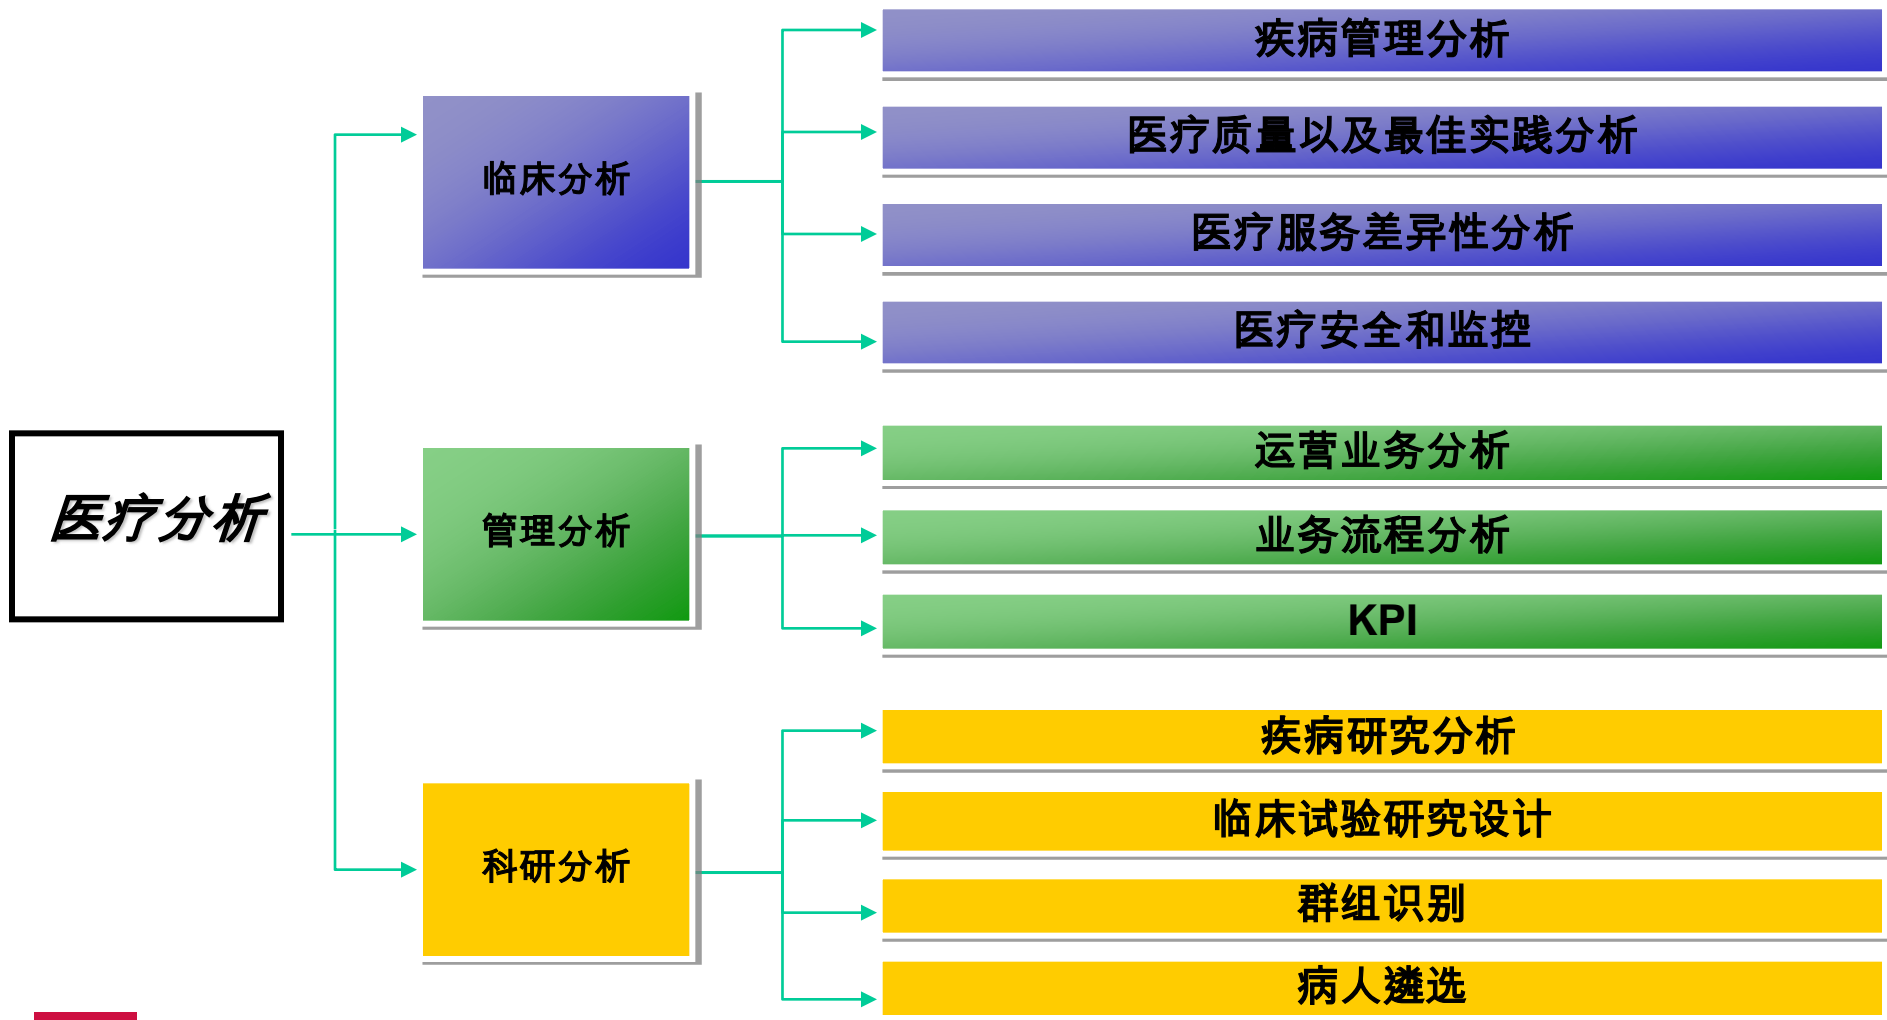 医疗分析
临床分析
疾病管理分析
医疗质量以及最佳实践分析
医疗服务差异性分析
医疗安全和监控
管理分析
运营业务分析
业务流程分析
KPI
科研分析
疾病研究分析
临床试验研究设计
群组识别
病人遴选